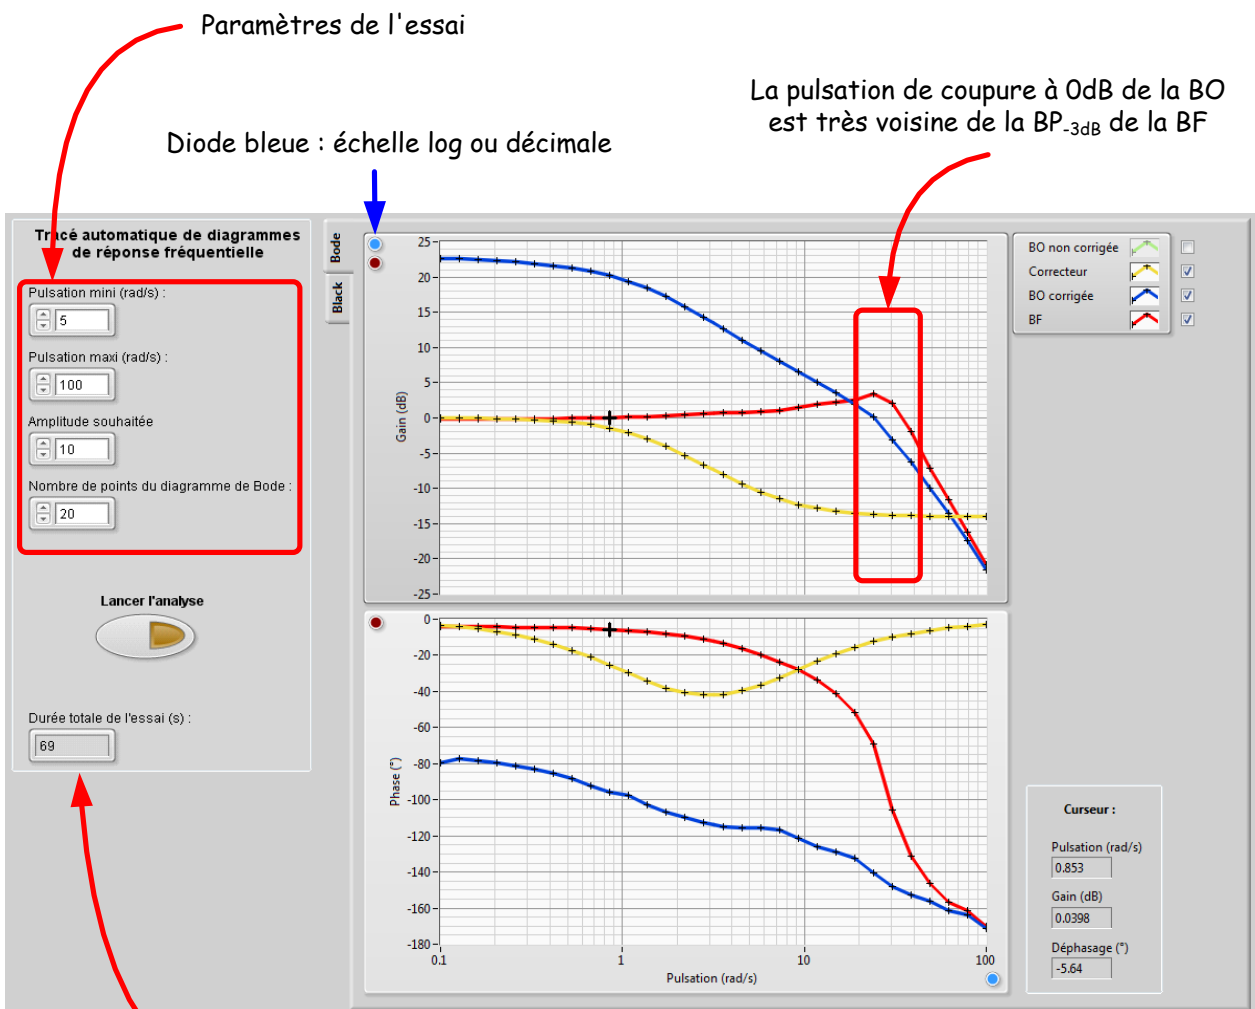 Paramètres de l'essai
La pulsation de coupure à 0dB de la BO
est très voisine de la BP-3dB de la BF
Diode bleue : échelle log ou décimale
Tracé automatique de diagrammes
de réponse fréquentielle
Pulsation mini (rad/s) :
5
Pulsation maxi (rad/s) :
100
Amplitude souhaitée
10
Nombre de points du diagramme de Bode :
20
Lancer l'analyse
Durée totale de l'essai (s) :
69
Bode
Black
Gain (dB)
25
20
15
10
5
0
-5
-10
-15
-20
-25
Phase (°)
0
-20
-40
-60
-80
-100
-120
-140
-160
-180
0.1
1
10
100
Pulsation (rad/s)
BO non corrigée
Correcteur
BO corrigée
BF
Curseur :
Pulsation (rad/s)
0.853
Gain (dB)
0.0398
Déphasage (°)
-5.64